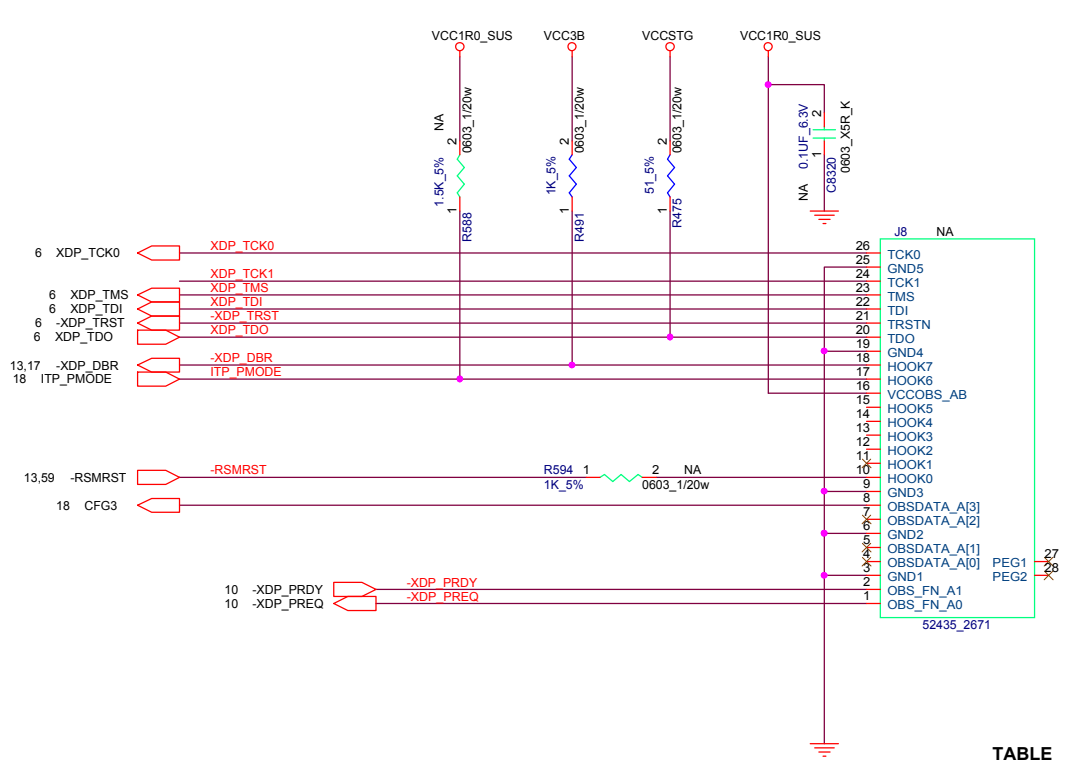 VCC1R0_SUS VCC3B VCCSTG VCC1R0_SUS
NA
0603_1/20w
2
1.5K_5%
1
R588
0603_1/20w
2
1K_5%
1
R491
0603_1/20w
2
51_5%
1
R475
0.1UF_6.3V
2
0603_X5R_K
1
NA
C8320
J8 NA
6 XDP_TCK0 XDP_TCK0 26 TCK0
25 GND5
XDP_TCK1 24 TCK1
6 XDP_TMS XDP_TMS 23 TMS
6 XDP_TDI XDP_TDI 22 TDI
6 -XDP_TRST -XDP_TRST 21 TRSTN
6 XDP_TDO XDP_TDO 20 TDO
19 GND4
13,17 -XDP_DBR -XDP_DBR 18 HOOK7
18 ITP_PMODE ITP_PMODE 17 HOOK6
16 VCCOBS_AB
15 HOOK5
14 HOOK4
13 HOOK3
12 HOOK2
11 HOOK1
13,59 -RSMRST -RSMRST R594 1 2 NA 10 HOOK0
1K_5% 0603_1/20w
9 GND3
18 CFG3 8 OBSDATA_A[3]
7 OBSDATA_A[2]
6 GND2
5 OBSDATA_A[1]
4 OBSDATA_A[0] PEG1 27
3 GND1 PEG2 28
10 -XDP_PRDY -XDP_PRDY 2 OBS_FN_A1
10 -XDP_PREQ -XDP_PREQ 1 OBS_FN_A0
52435_2671
TABLE